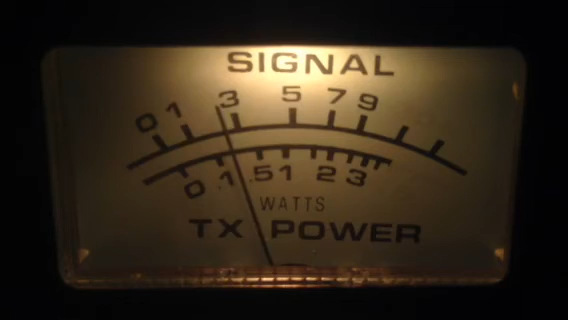 SIGNAL
0 1 3 5 7 9
0 .1 .5 1 2 3
WATTS
TX POWER